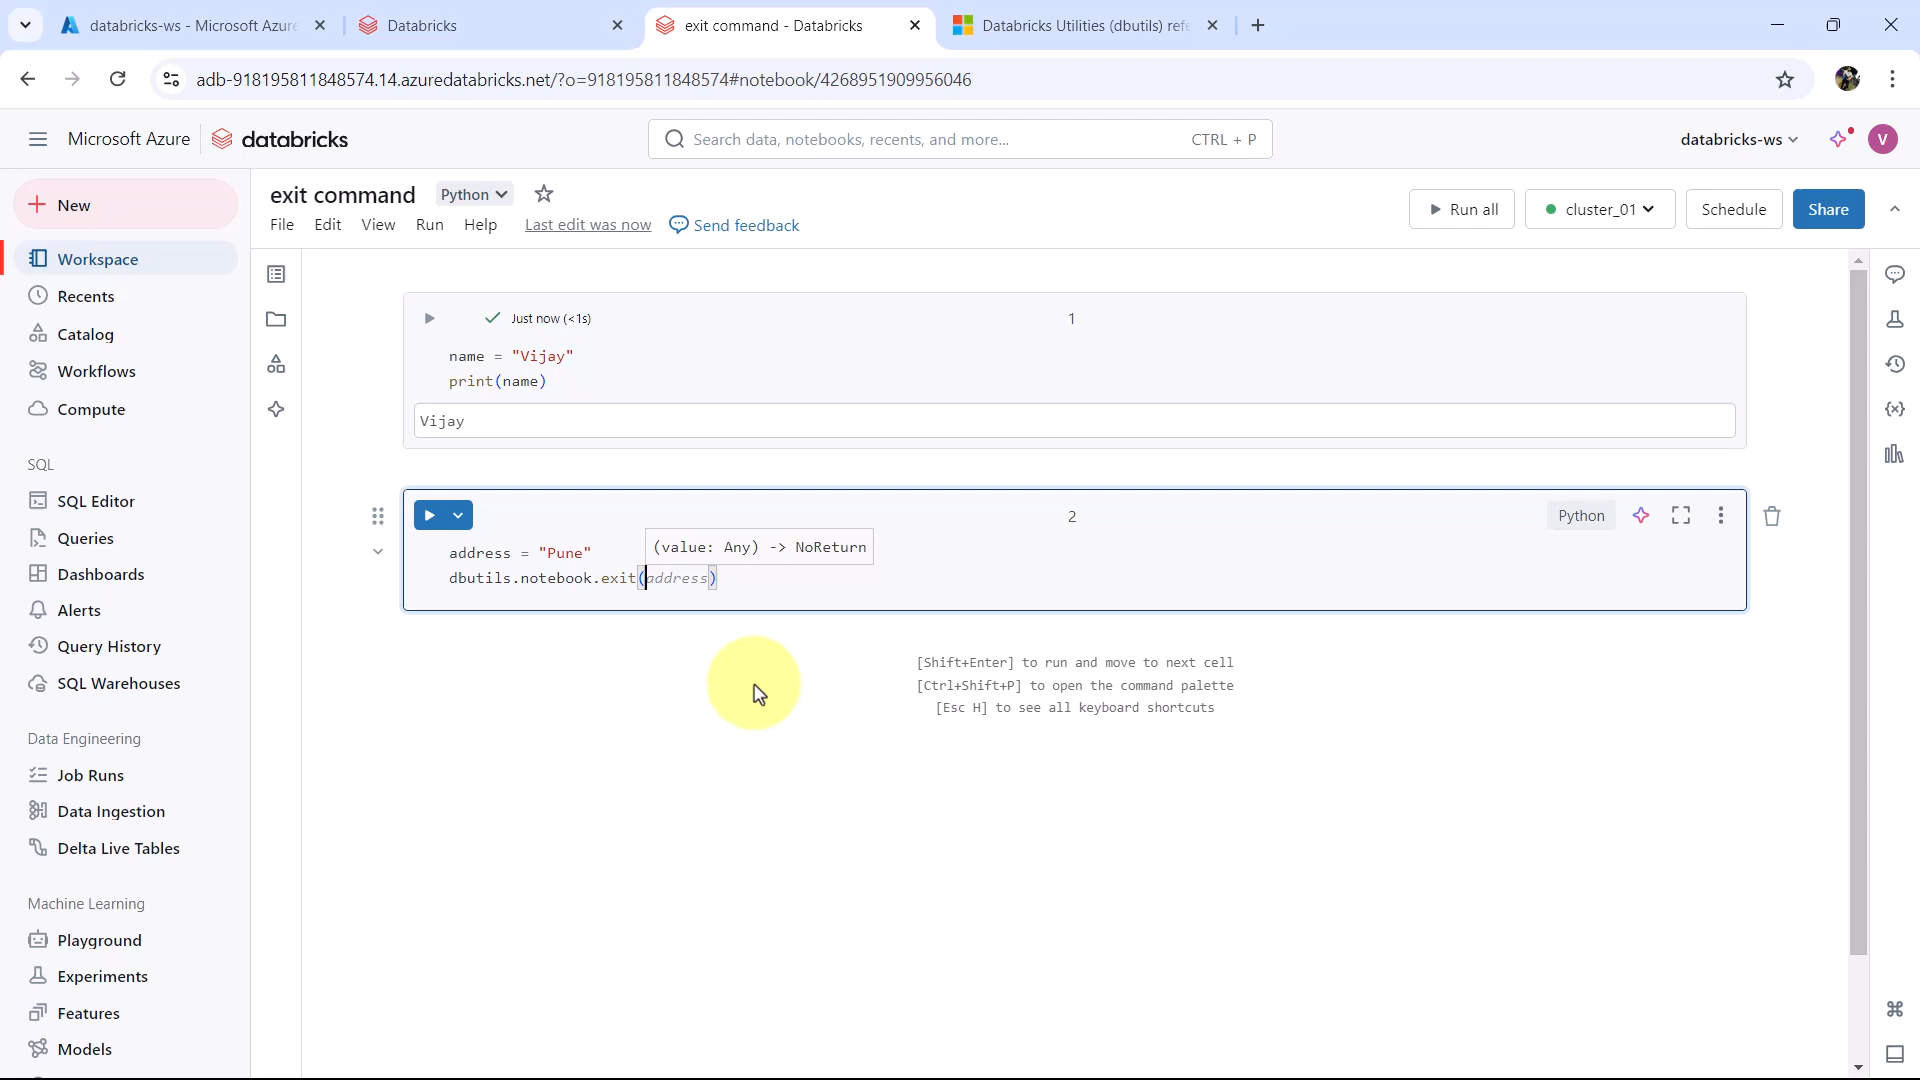 databricks-ws - Microsoft Azure
Databricks
exit command - Databricks
Databricks Utilities (dbutils) refe
adb-918195811848574.14.azuredatabricks.net/?o=918195811848574#notebook/4268951909956046
Microsoft Azure
databricks
Search data, notebooks, recents, and more...
CTRL + P
databricks-ws
V
New
Workspace
Recents
Catalog
Workflows
Compute
SQL
SQL Editor
Queries
Dashboards
Alerts
Query History
SQL Warehouses
Data Engineering
Job Runs
Data Ingestion
Delta Live Tables
Machine Learning
Playground
Experiments
Features
Models
exit command
Python
File Edit View Run Help Last edit was now Send feedback
Run all
cluster_01
Schedule
Share
Just now (<1s)
1
name = "Vijay"
print(name)
Vijay
2
Python
(value: Any) -> NoReturn
address = "Pune"
dbutils.notebook.exit(address)
[Shift+Enter] to run and move to next cell
[Ctrl+Shift+P] to open the command palette
[Esc H] to see all keyboard shortcuts